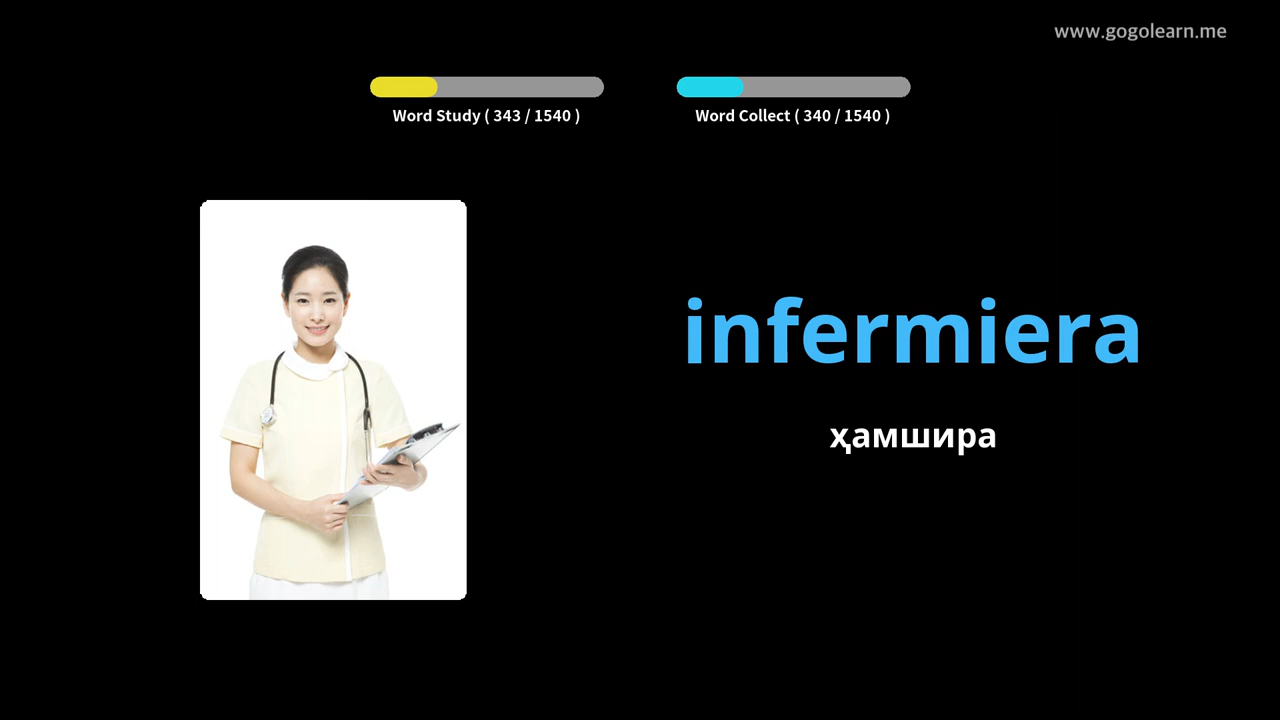 www.gogolearn.me
Word Study ( 343 / 1540 )
Word Collect ( 340 / 1540 )
infermiera
ҳамшира